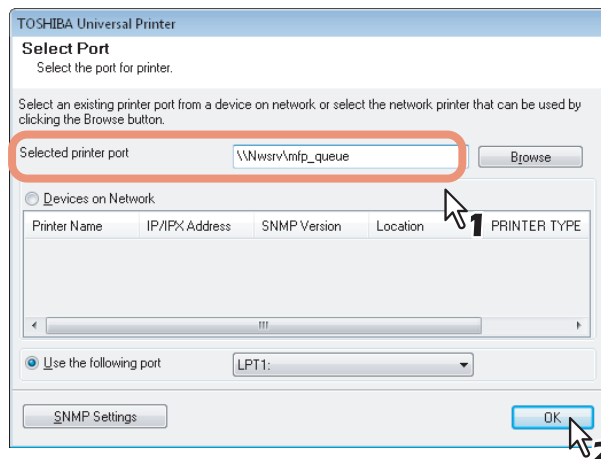 TOSHIBA Universal Printer
Select Port
Select the port for printer.
Select an existing printer port from a device on network or select the network printer that can be used by
clicking the Browse button.
Selected printer port \\Nwsrv\mfp_queue Browse
1
Devices on Network
Printer Name IP/IPX Address SNMP Version Location PRINTER TYPE
Use the following port LPT1:
SNMP Settings OK
2